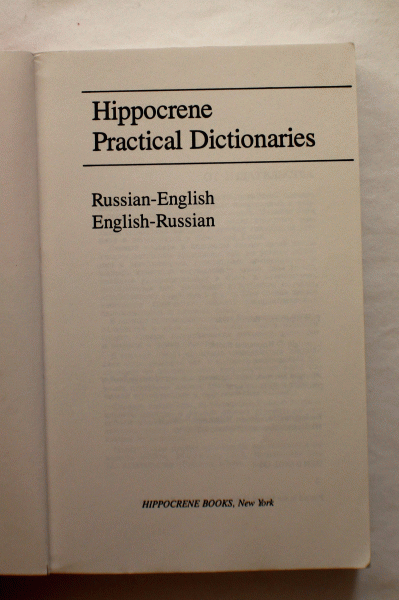 Hippocrene
Practical Dictionaries
Russian-English
English-Russian
HIPPOCRENE BOOKS, New York